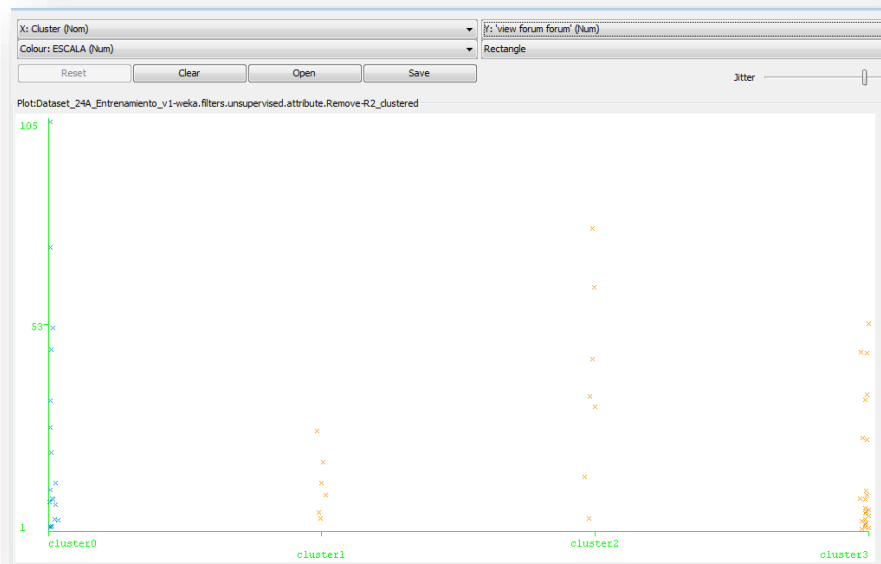 X: Cluster (Nom) Y: 'view forum forum' (Num)
Colour: ESCALA (Num) Rectangle
Reset Clear Open Save Jitter
Plot:Dataset_24A_Entrenamiento_v1-weka.filters.unsupervised.attribute.Remove-R2_clustered
105
53
1
cluster0 cluster2
cluster1 cluster3